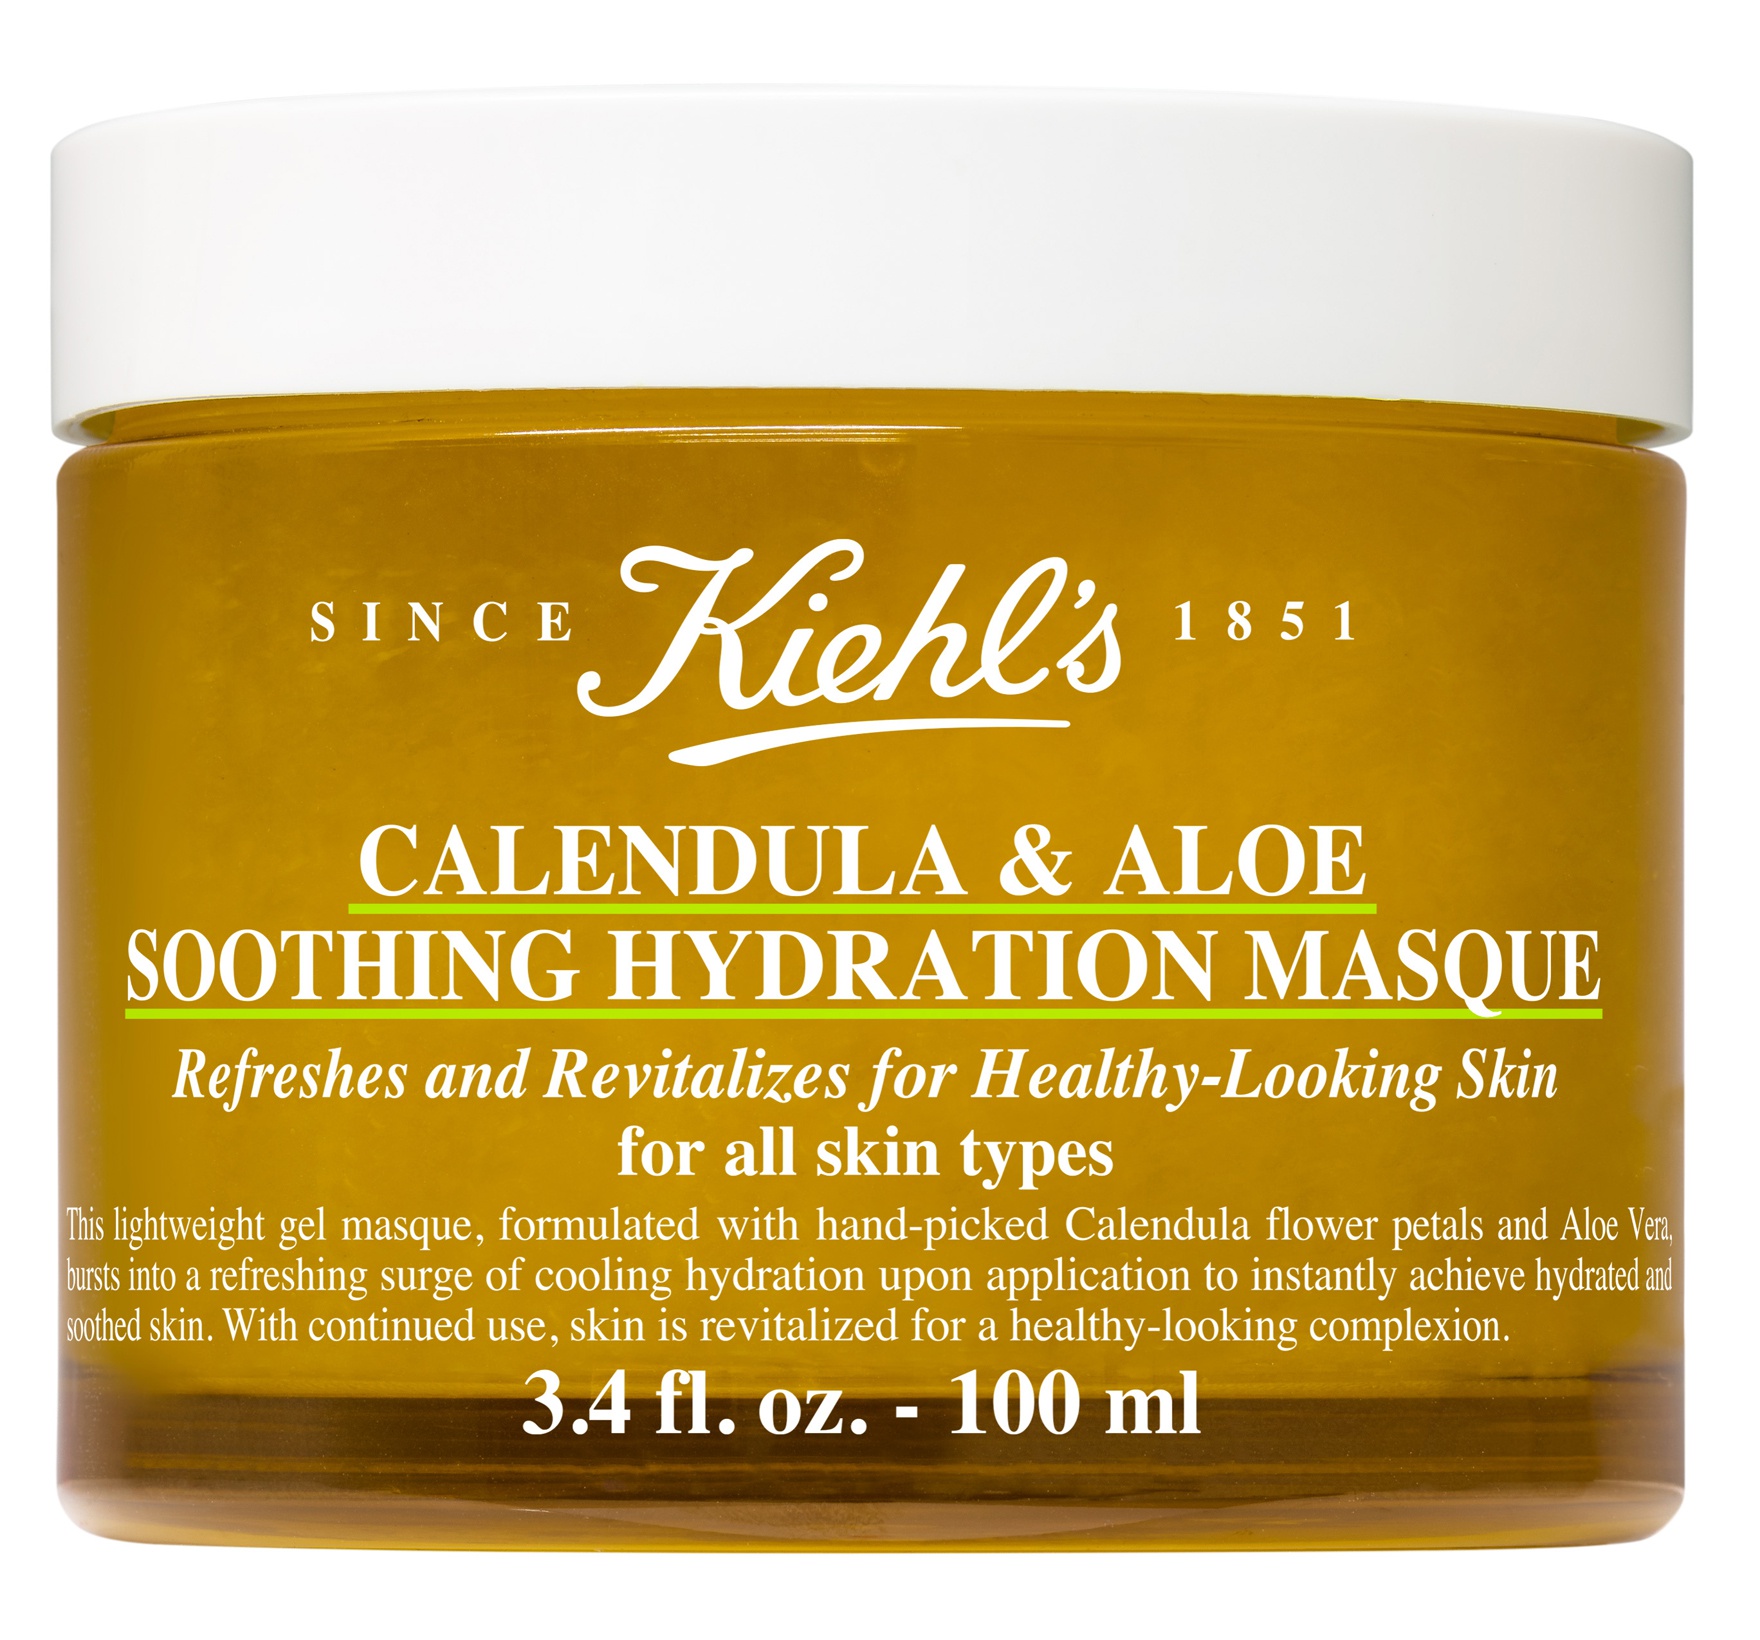 SINCE Kiehl's 1851
CALENDULA & ALOE
SOOTHING HYDRATION MASQUE
Refreshes and Revitalizes for Healthy-Looking Skin
for all skin types
This lightweight gel masque, formulated with hand-picked Calendula flower petals and Aloe Vera,
bursts into a refreshing surge of cooling hydration upon application to instantly achieve hydrated and
soothed skin. With continued use, skin is revitalized for a healthy-looking complexion.
3.4 fl. oz. - 100 ml